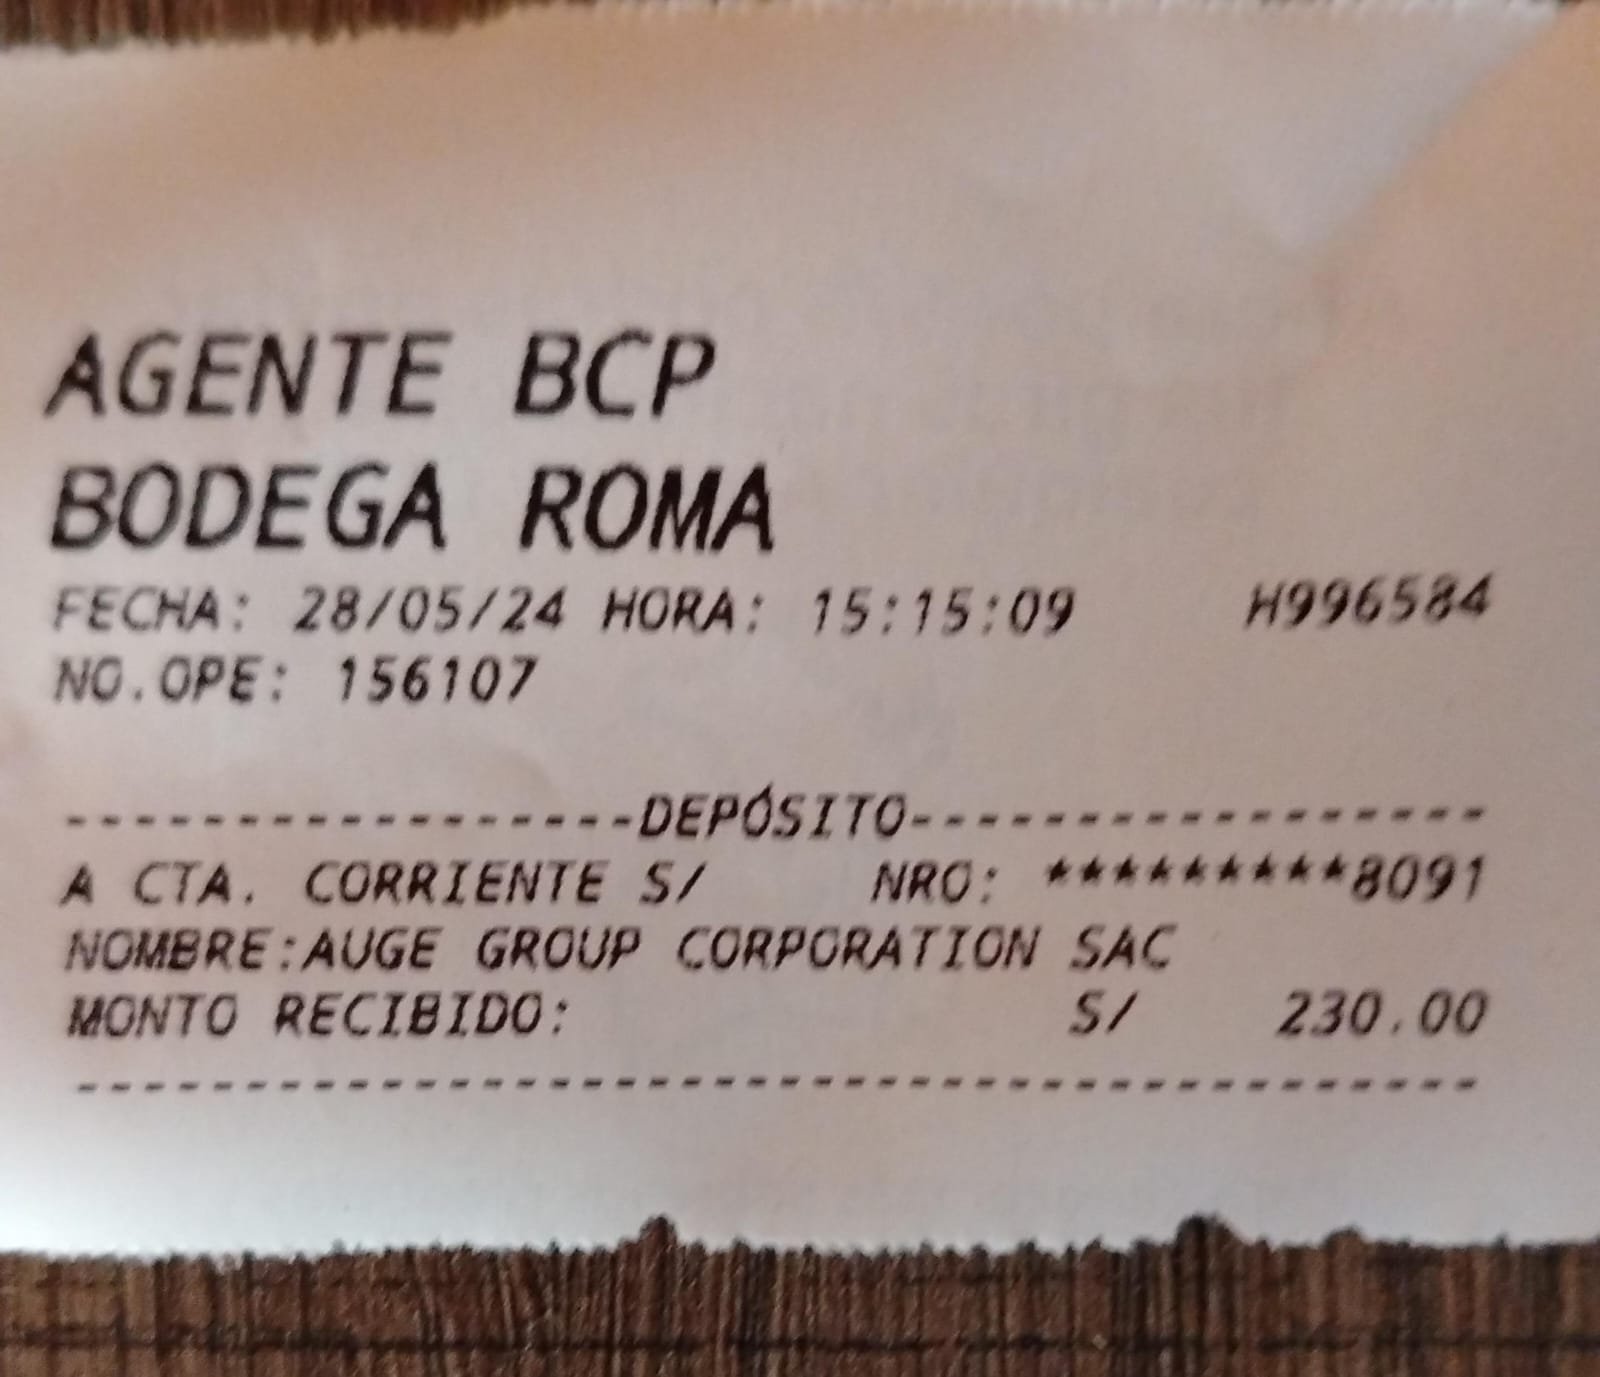 AGENTE BCP
BODEGA ROMA
FECHA: 28/05/24 HORA: 15:15:09 H996584
NO.OPE: 156107
------------------DEPÓSITO------------------
A CTA. CORRIENTE S/ NRO: *********8091
NOMBRE:AUGE GROUP CORPORATION SAC
MONTO RECIBIDO: S/ 230.00
------------------------------------------